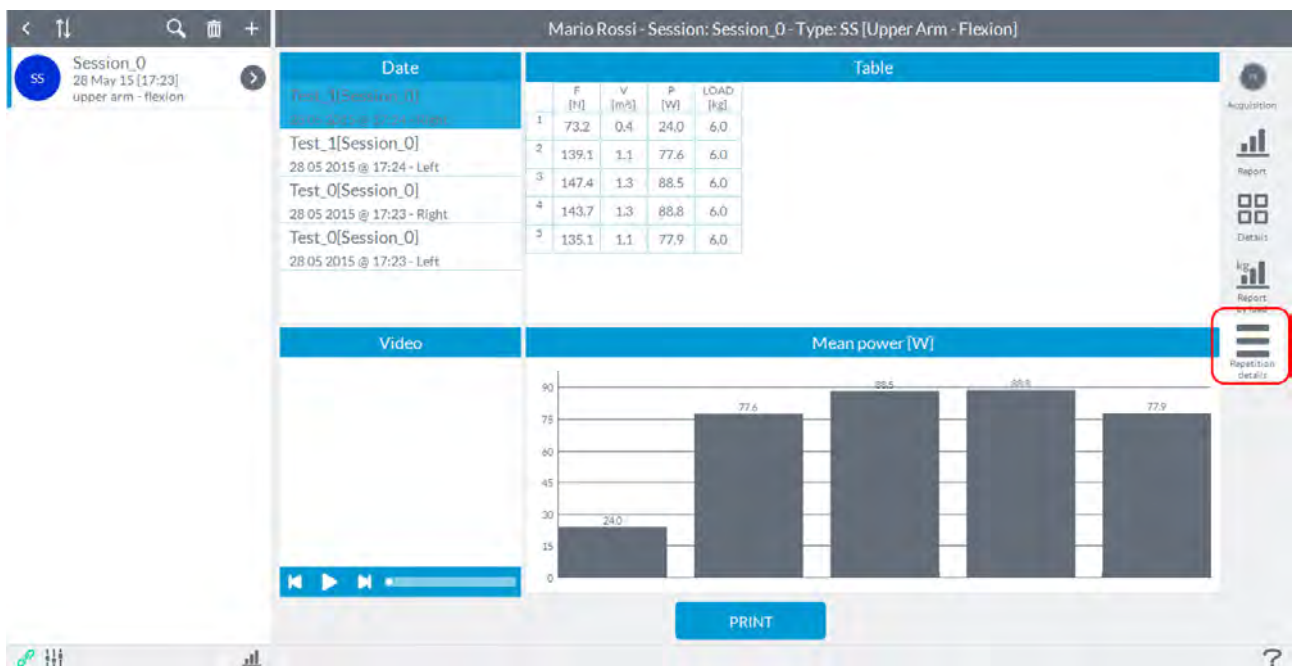 Mario Rossi - Session: Session_0 - Type: SS [Upper Arm - Flexion]
SS
Session_0
28 May 15 [17:23]
upper arm - flexion
Date
Test_1[Session_0]
Test_1[Session_0]
28 05 2015 @ 17:24 - Left
Test_0[Session_0]
28 05 2015 @ 17:23 - Right
Test_0[Session_0]
28 05 2015 @ 17:23 - Left
Table
F V P LOAD
[N] [m/s] [W] [kg]
1 73.2 0.4 24.0 6.0
2 139.1 1.1 77.6 6.0
3 147.4 1.3 88.5 6.0
4 143.7 1.3 88.8 6.0
5 135.1 1.1 77.9 6.0
Video
Mean power [W]
90
75
60
45
30
15
0
24.0
77.6
88.5
88.8
77.9
PRINT
Acquisition
Report
Details
kg
Report
by load
Repetition
details
?